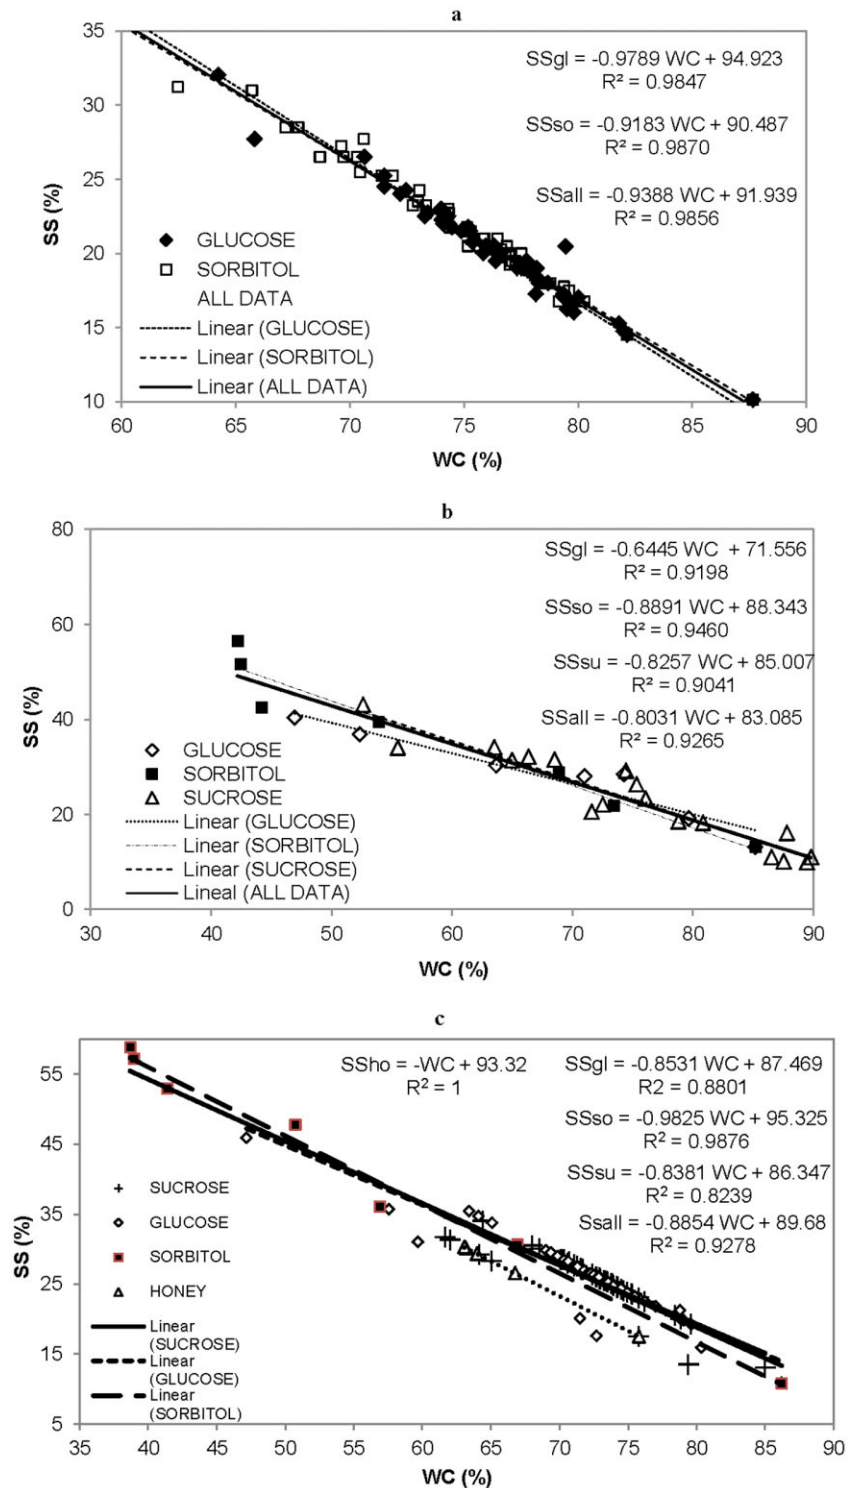 a
35
30
25
20
15
10
SS (%)
60 65 70 75 80 85 90
WC (%)
SSgl = -0.9789 WC + 94.923
R² = 0.9847
SSso = -0.9183 WC + 90.487
R² = 0.9870
SSall = -0.9388 WC + 91.939
R² = 0.9856
GLUCOSE
SORBITOL
ALL DATA
Linear (GLUCOSE)
Linear (SORBITOL)
Linear (ALL DATA)
b
80
60
40
20
0
SS (%)
30 40 50 60 70 80 90
WC (%)
SSgl = -0.6445 WC + 71.556
R² = 0.9198
SSso = -0.8891 WC + 88.343
R² = 0.9460
SSsu = -0.8257 WC + 85.007
R² = 0.9041
SSall = -0.8031 WC + 83.085
R² = 0.9265
GLUCOSE
SORBITOL
SUCROSE
Linear (GLUCOSE)
Linear (SORBITOL)
Linear (SUCROSE)
Lineal (ALL DATA)
c
55
45
35
25
15
5
SS (%)
35 40 45 50 55 60 65 70 75 80 85 90
WC (%)
SSho = -WC + 93.32
R² = 1
SSgl = -0.8531 WC + 87.469
R2 = 0.8801
SSso = -0.9825 WC + 95.325
R² = 0.9876
SSsu = -0.8381 WC + 86.347
R² = 0.8239
Ssall = -0.8854 WC + 89.68
R² = 0.9278
SUCROSE
GLUCOSE
SORBITOL
HONEY
Linear
(SUCROSE)
Linear
(GLUCOSE)
Linear
(SORBITOL)